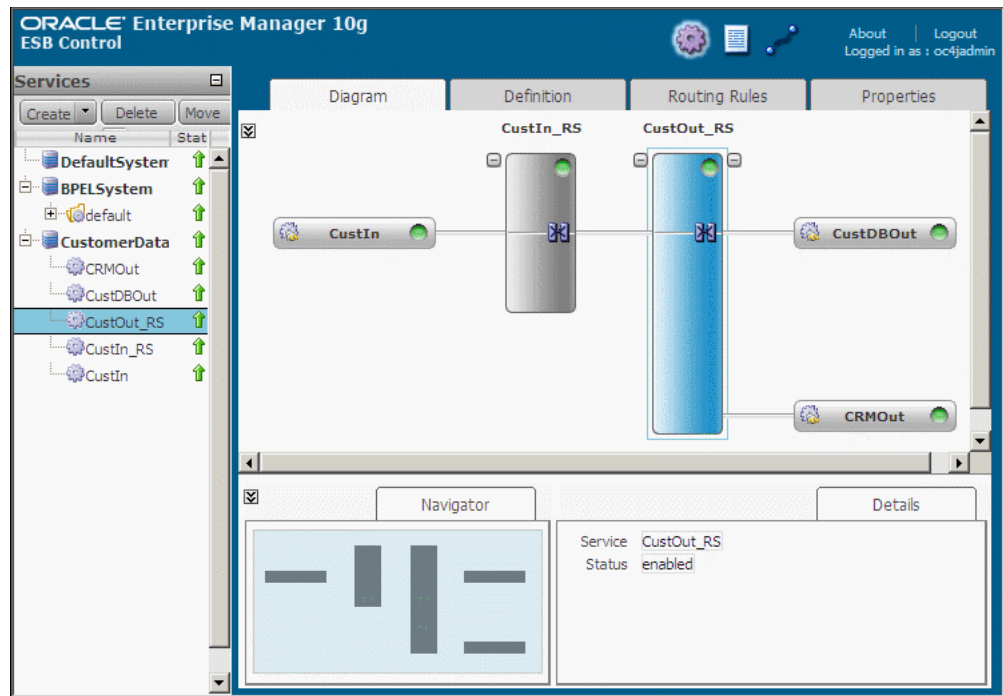 ORACLE Enterprise Manager 10g
ESB Control
About | Logout
Logged in as : oc4jadmin
Services
Create Delete Move
Name Stat
DefaultSystem
BPELSystem
default
CustomerData
CRMOut
CustDBOut
CustOut_RS
CustIn_RS
CustIn
Diagram Definition Routing Rules Properties
CustIn_RS CustOut_RS
CustIn CustDBOut
CRMOut
Navigator
Details
Service CustOut_RS
Status enabled